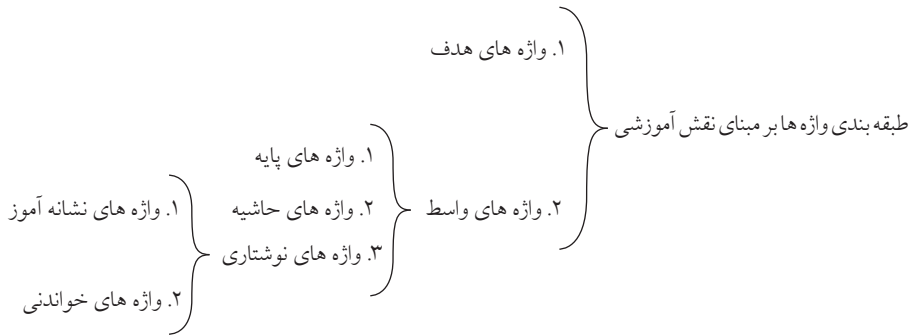 طبقه بندی واژه ها بر مبنای نقش آموزشی
۱. واژه های هدف
۲. واژه های واسط
۱. واژه های پایه
۲. واژه های حاشیه
۳. واژه های نوشتاری
۱. واژه های نشانه آموز
۲. واژه های خواندنی